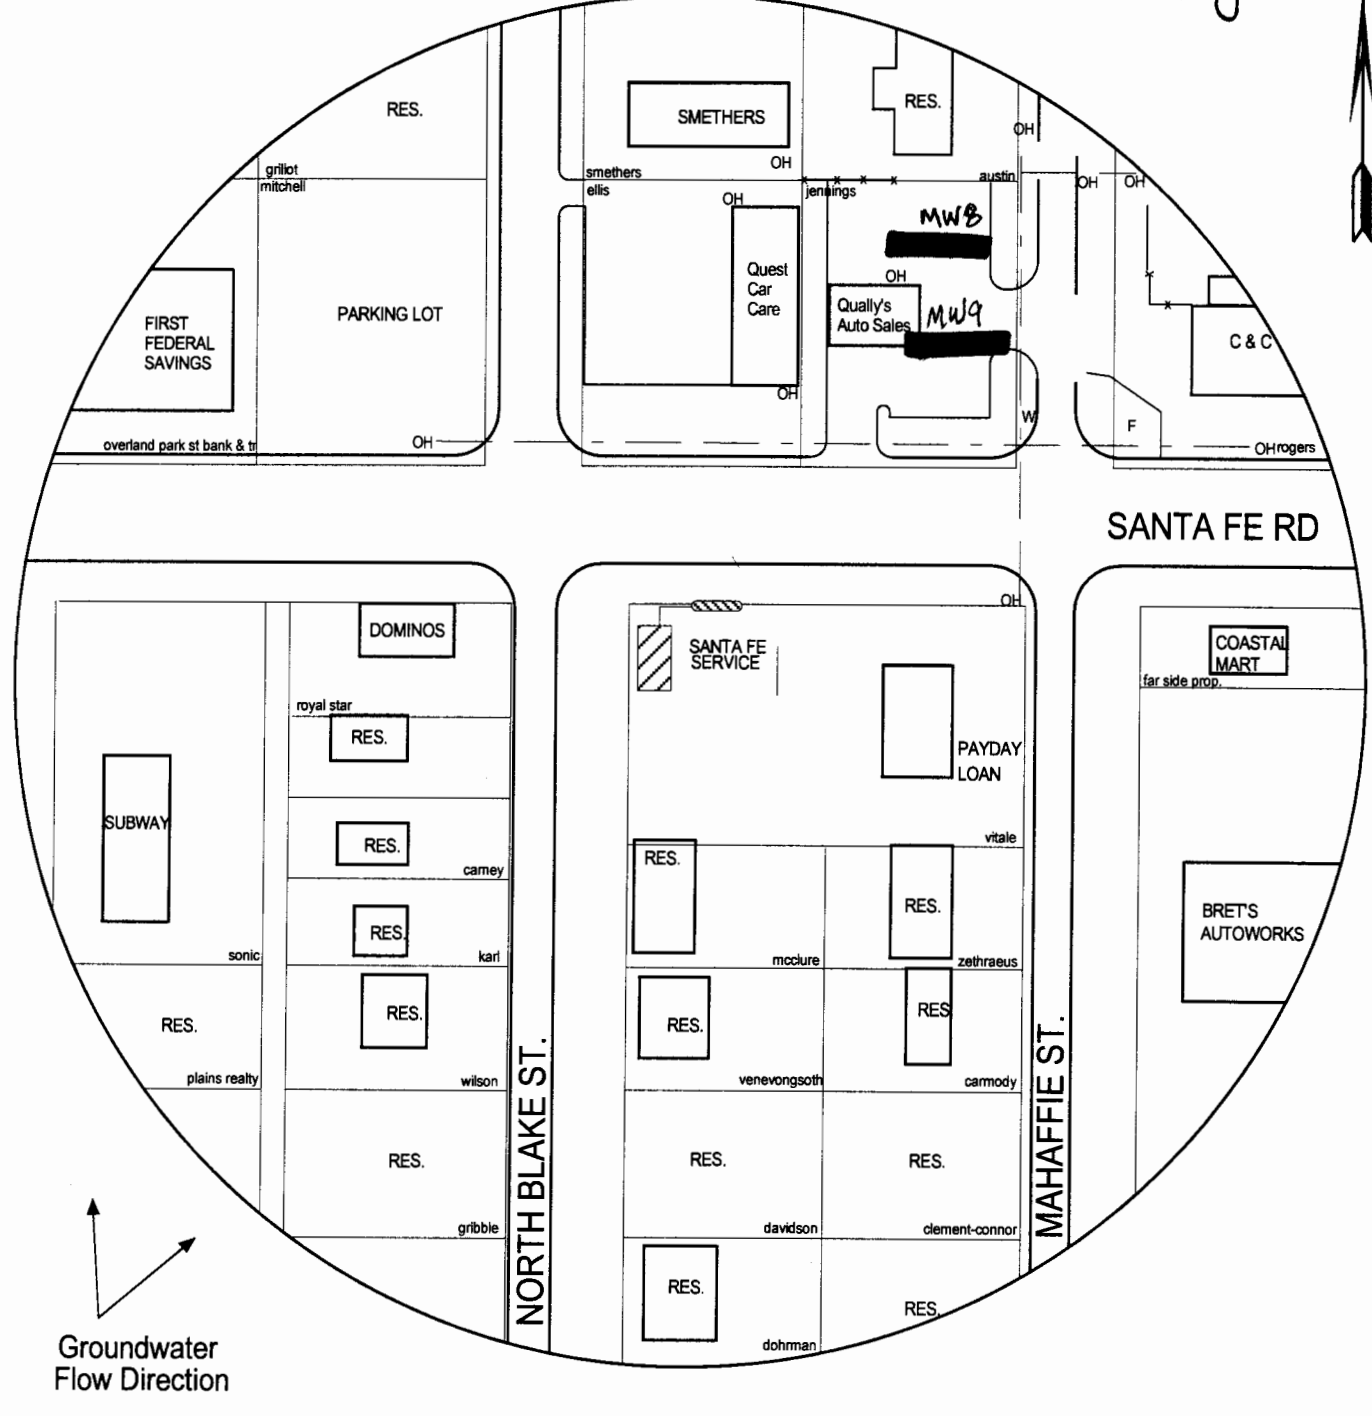 RES.
SMETHERS
RES.
OH
OH
griliot
mitchell
smethers
ellis
jennings
austin
OH
OH
OH
MW8
Quest
Car
Care
OH
Qually's
Auto Sales
MW9
FIRST
FEDERAL
SAVINGS
PARKING LOT
C & C
OH
W
F
overland park st bank & tr
OH
OH
rogers
SANTA FE RD
OH
DOMINOS
SANTA FE
SERVICE
COASTAL
MART
far side prop.
royal star
RES.
PAYDAY
LOAN
SUBWAY
RES.
carney
vitale
RES.
RES.
BRET'S
AUTOWORKS
RES.
sonic
karl
mcclure
zethraeus
RES.
RES.
RES.
RES
plains realty
wilson
venevongsoth
carmody
NORTH BLAKE ST.
MAHAFFIE ST.
RES.
RES.
RES.
gribble
davidson
clement-connor
RES.
RES.
dohrman
Groundwater
Flow Direction